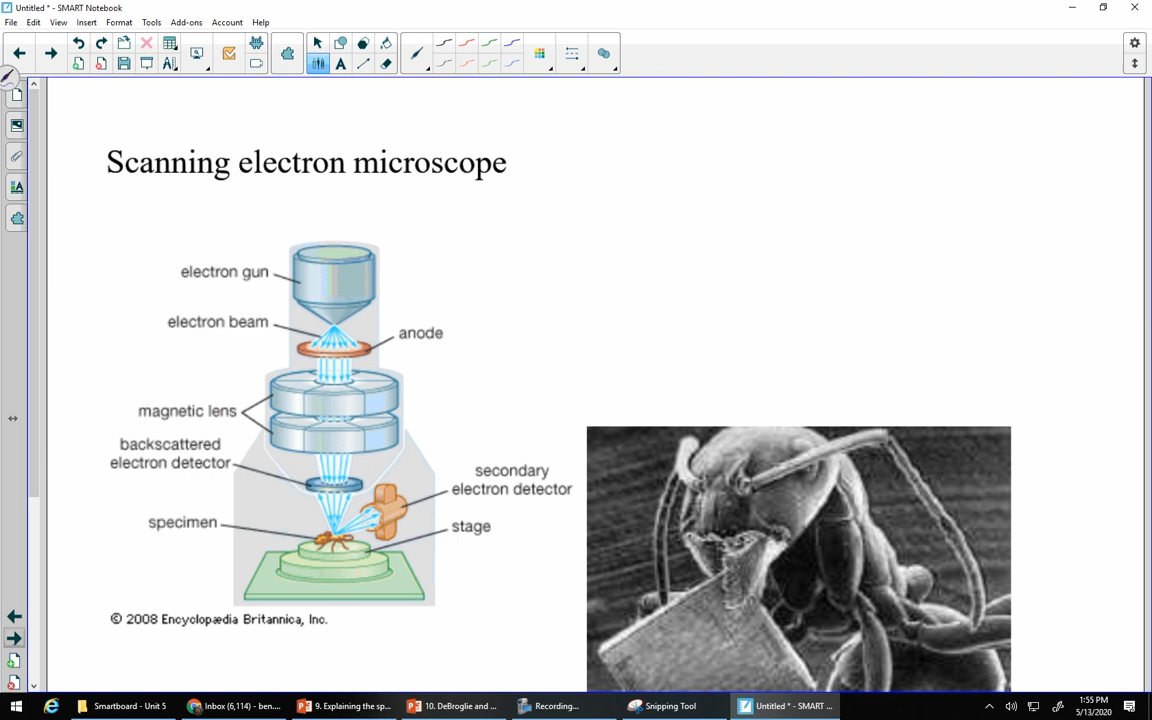 Untitled * - SMART Notebook
File Edit View Insert Format Tools Add-ons Account Help
Scanning electron microscope
electron gun
electron beam
anode
magnetic lens
backscattered
electron detector
secondary
electron detector
specimen
stage
© 2008 Encyclopædia Britannica, Inc.
Smartboard - Unit 5
Inbox (6,114) - ben....
9. Explaining the sp...
10. DeBroglie and ...
Recording...
Snipping Tool
Untitled * - SMART ...
1:55 PM
5/13/2020